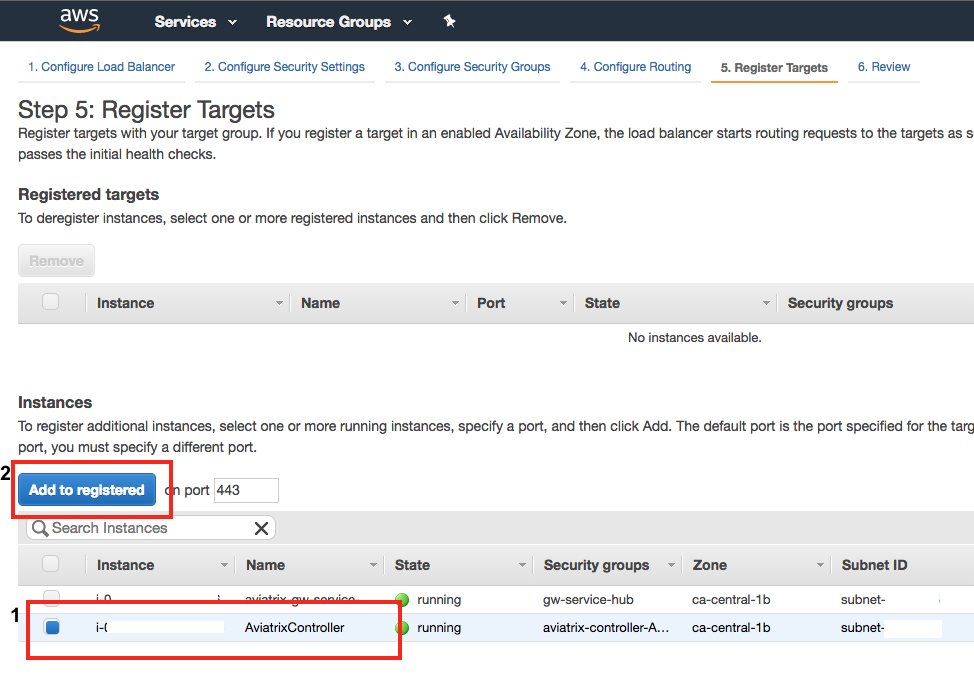 aws Services Resource Groups
1. Configure Load Balancer 2. Configure Security Settings 3. Configure Security Groups 4. Configure Routing 5. Register Targets 6. Review
Step 5: Register Targets
Register targets with your target group. If you register a target in an enabled Availability Zone, the load balancer starts routing requests to the targets as s
passes the initial health checks.
Registered targets
To deregister instances, select one or more registered instances and then click Remove.
Remove
Instance Name Port State Security groups
No instances available.
Instances
To register additional instances, select one or more running instances, specify a port, and then click Add. The default port is the port specified for the targ
port, you must specify a different port.
2 Add to registered on port 443
Search Instances
Instance Name State Security groups Zone Subnet ID
i-0 aviatrix-gw-service- running gw-service-hub ca-central-1b subnet-
1 i-0 AviatrixController running aviatrix-controller-A... ca-central-1b subnet-